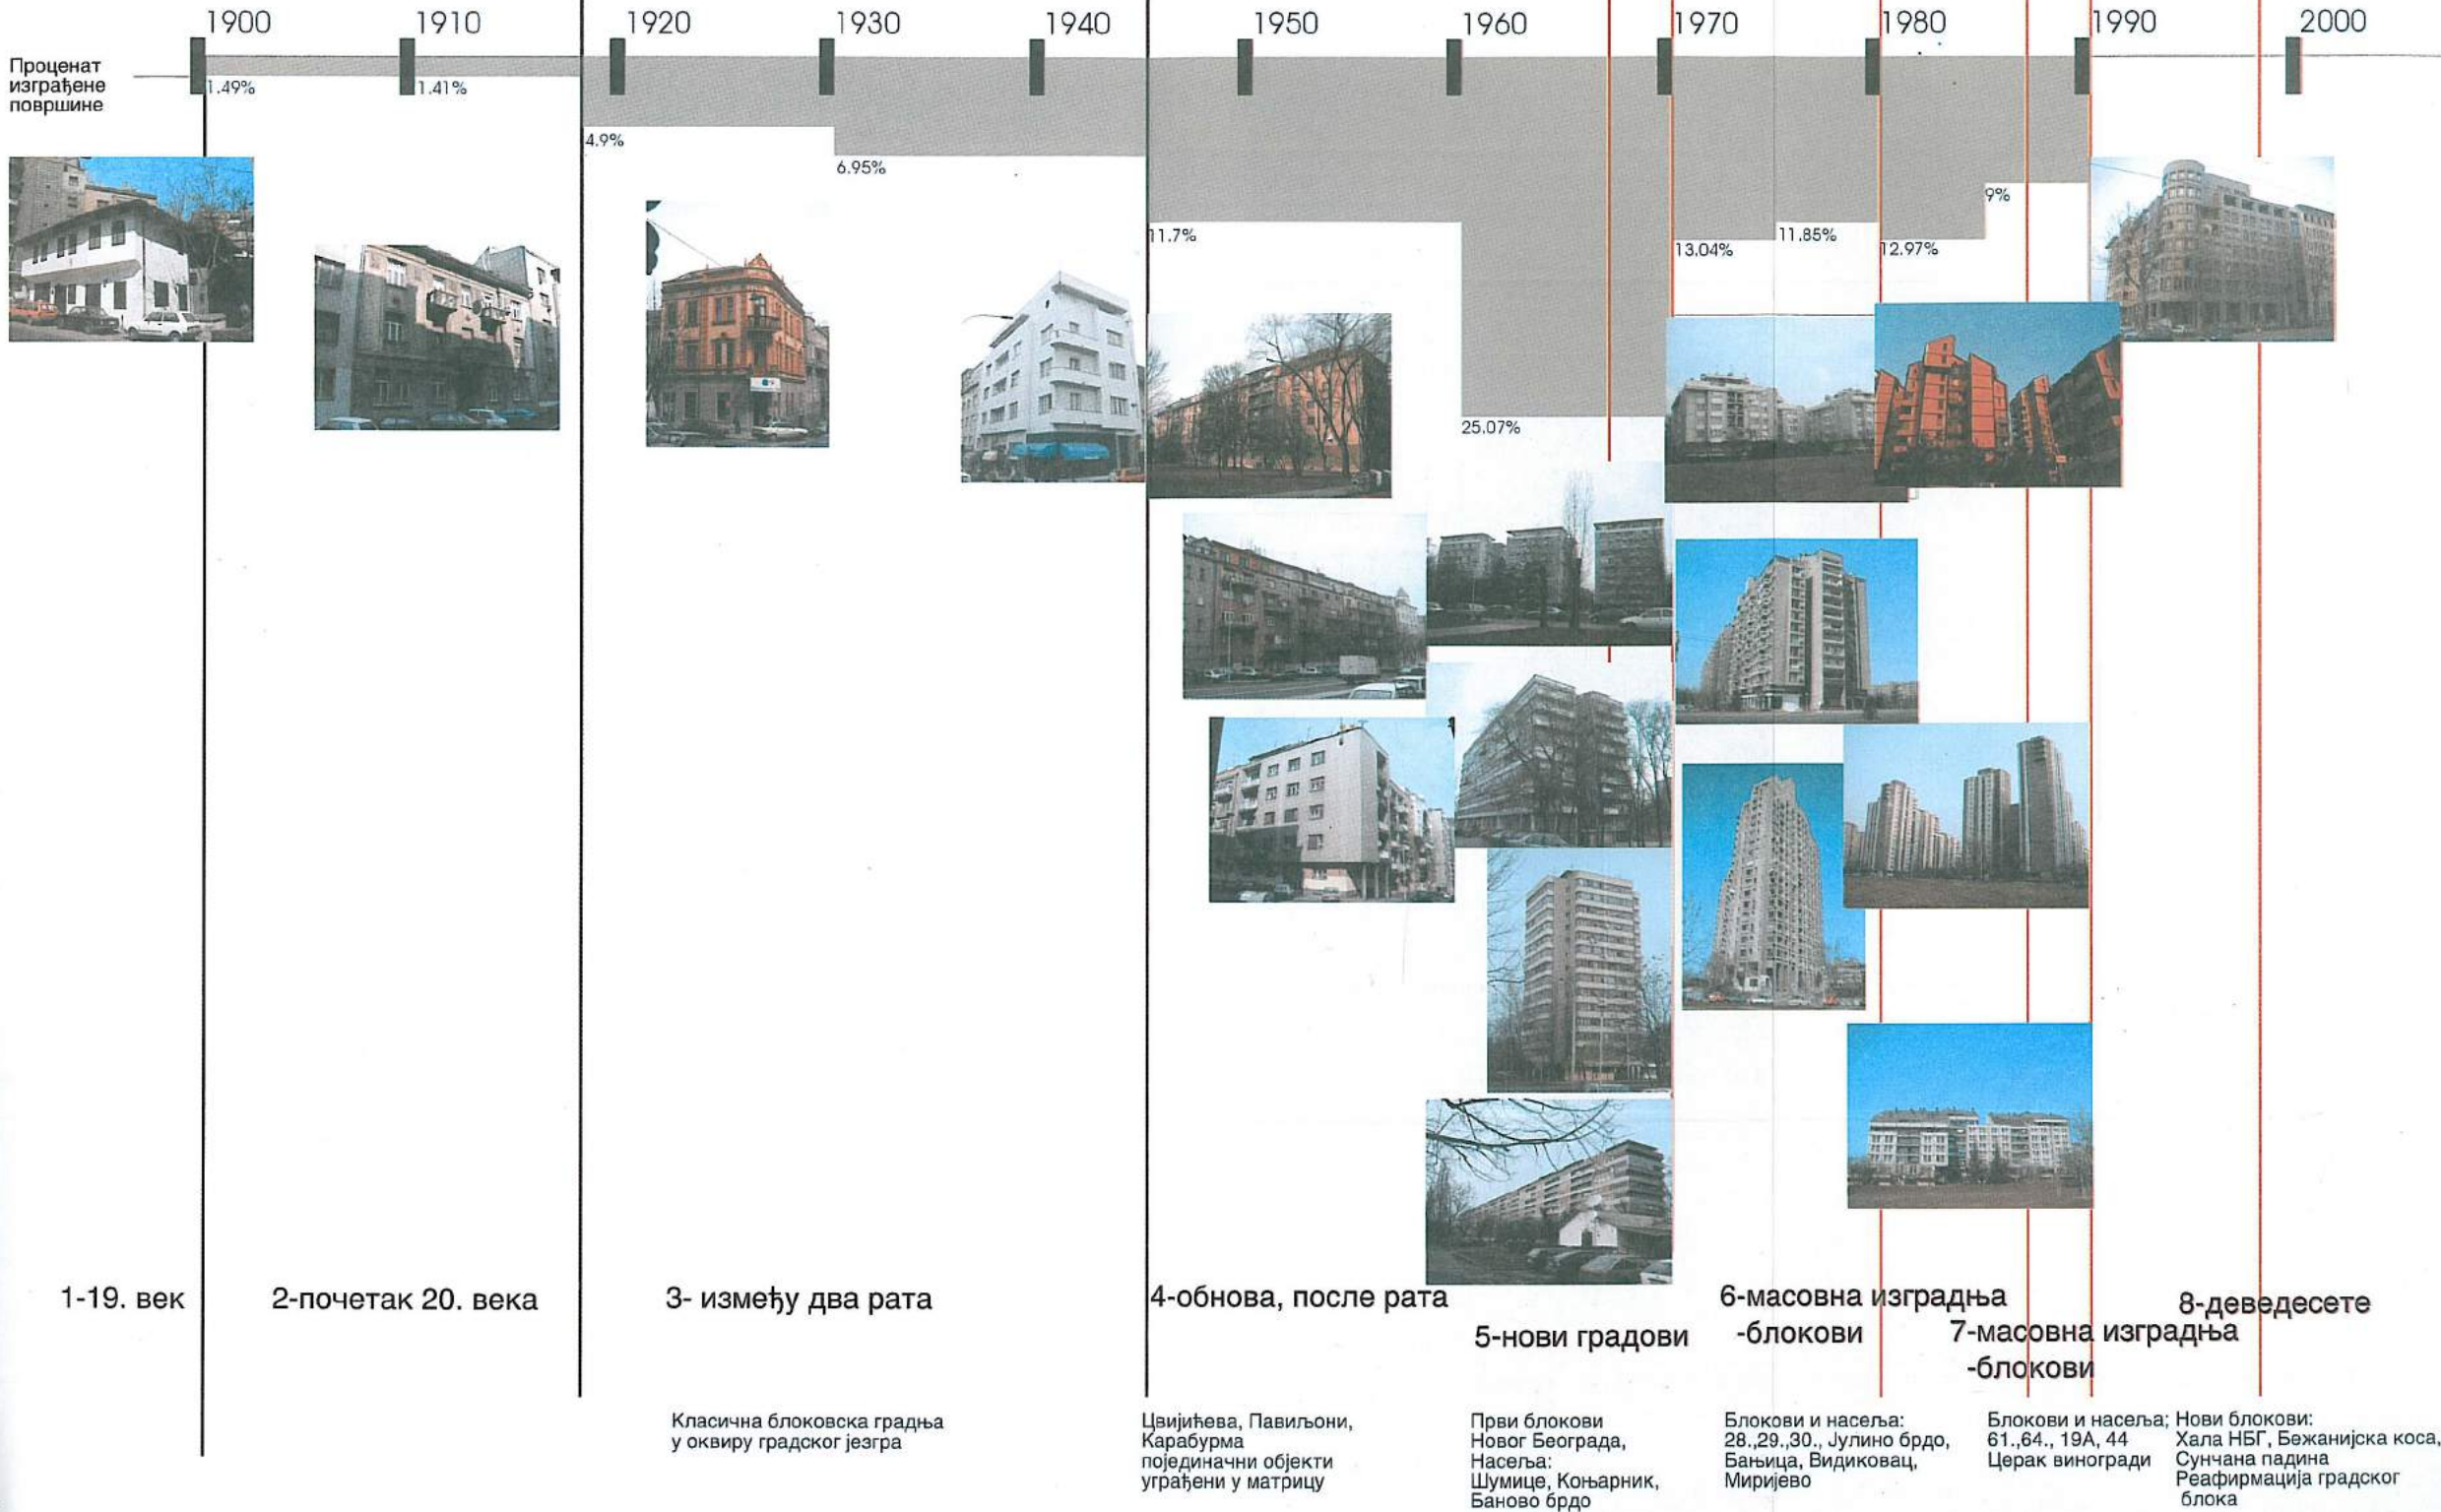 1900
1910
1920
1930
1940
1950
1960
1970
1980
1990
2000
Проценат
изграђене
површине
1.49%
1.41%
4.9%
6.95%
11.7%
25.07%
13.04%
11.85%
12.97%
9%
1-19. век
2-почетак 20. века
3- између два рата
4-обнова, после рата
5-нови градови
6-масовна изградња
-блокови
7-масовна изградња
-блокови
8-деведесете
Класична блоковска градња
у оквиру градског језгра
Цвијићева, Павиљони,
Карабурма
појединачни објекти
уграђени у матрицу
Први блокови
Новог Београда,
Насеља:
Шумице, Коњарник,
Баново брдо
Блокови и насеља:
28.,29.,30., Јулино брдо,
Бањица, Видиковац,
Миријево
Блокови и насеља;
61.,64., 19А, 44
Церак виногради
Нови блокови:
Хала НБГ, Бежанијска коса,
Сунчана падина
Реафирмација градског
блока